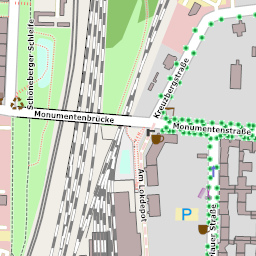 Schöneberger Schleife
Kreuzbergstraße
Monumentenbrücke
Monumentenstraße
Am Lokdepot
P